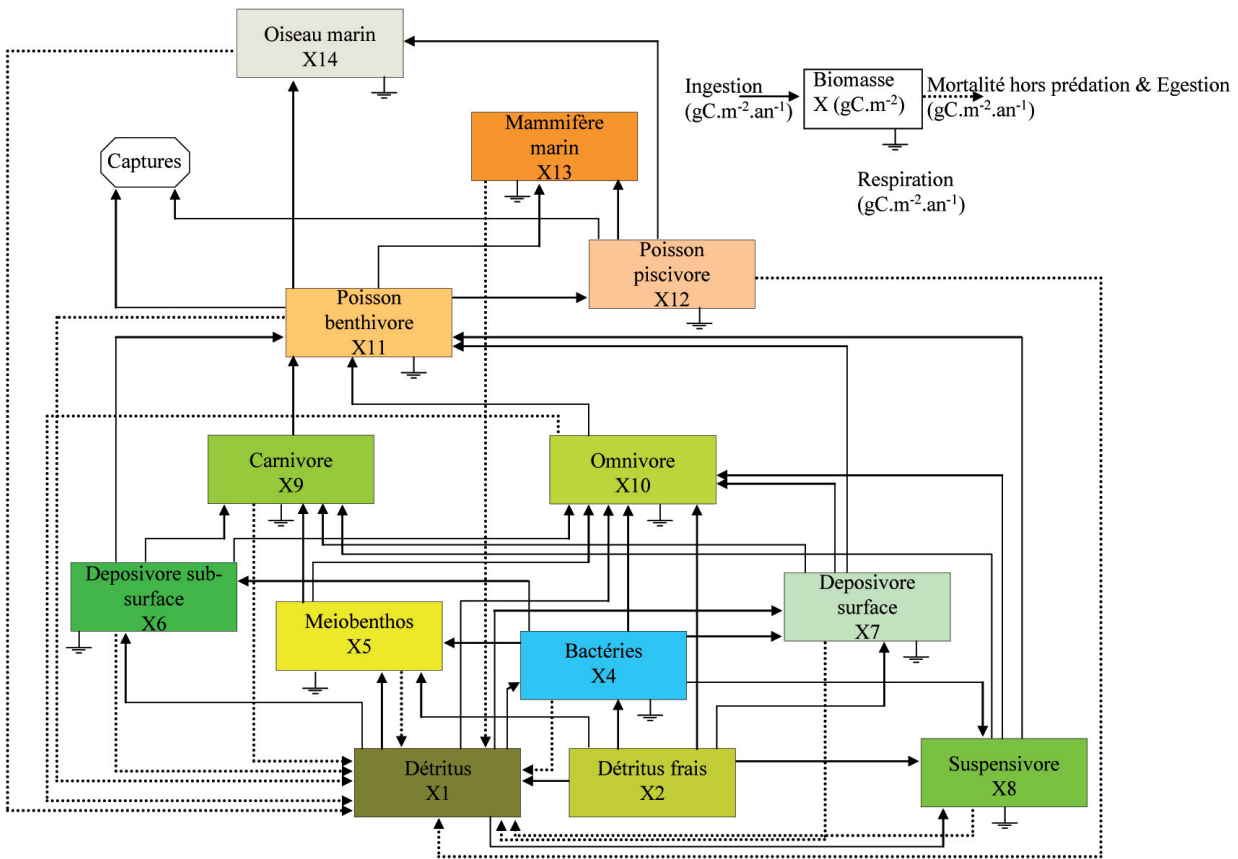 Oiseau marin
X14
Ingestion
(gC.m-2.an-1)
Biomasse
X (gC.m-2)
Mortalité hors prédation & Egestion
(gC.m-2.an-1)
Respiration
(gC.m-2.an-1)
Captures
Mammifère
marin
X13
Poisson
piscivore
X12
Poisson
benthivore
X11
Carnivore
X9
Omnivore
X10
Deposivore sub-
surface
X6
Meiobenthos
X5
Bactéries
X4
Deposivore
surface
X7
Détritus
X1
Détritus frais
X2
Suspensivore
X8